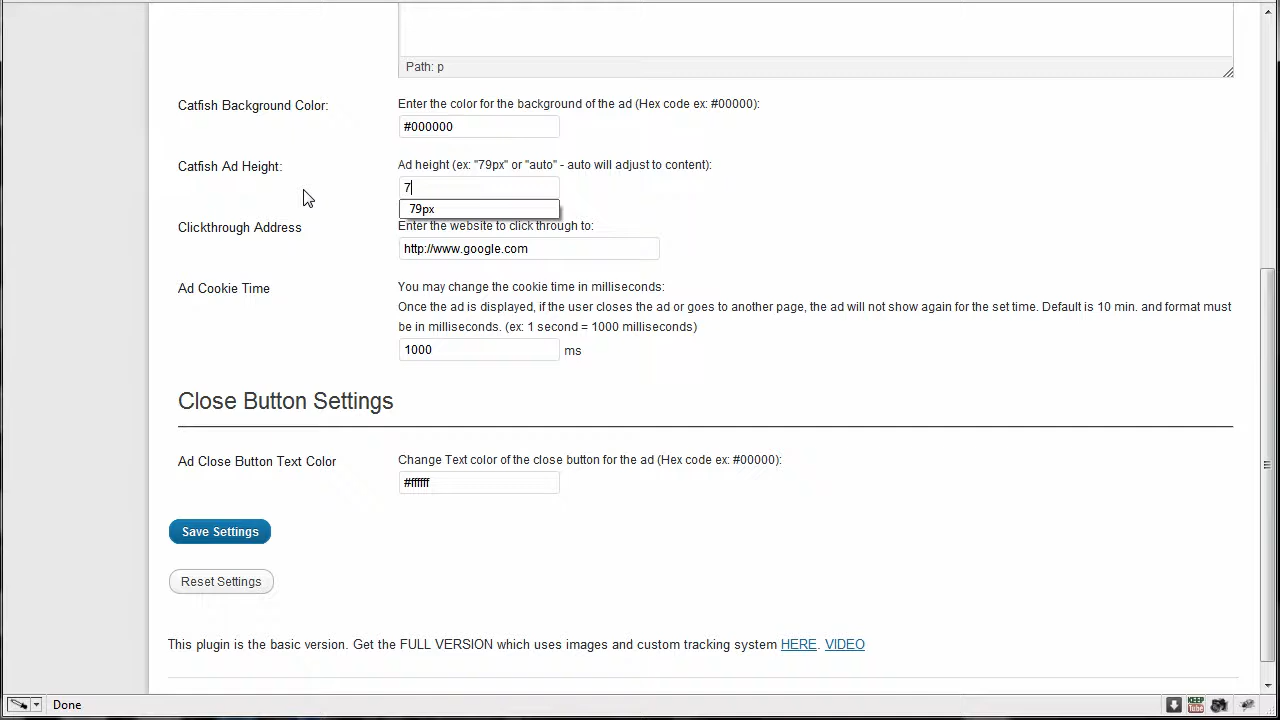 Path: p
Catfish Background Color:
Enter the color for the background of the ad (Hex code ex: #00000):
#000000
Catfish Ad Height:
Ad height (ex: "79px" or "auto" - auto will adjust to content):
7
79px
Clickthrough Address
Enter the website to click through to:
http://www.google.com
Ad Cookie Time
You may change the cookie time in milliseconds:
Once the ad is displayed, if the user closes the ad or goes to another page, the ad will not show again for the set time. Default is 10 min. and format must
be in milliseconds. (ex: 1 second = 1000 milliseconds)
1000 ms
Close Button Settings
Ad Close Button Text Color
Change Text color of the close button for the ad (Hex code ex: #00000):
#ffffff
Save Settings
Reset Settings
This plugin is the basic version. Get the FULL VERSION which uses images and custom tracking system HERE. VIDEO
Done
KEEP
Tube